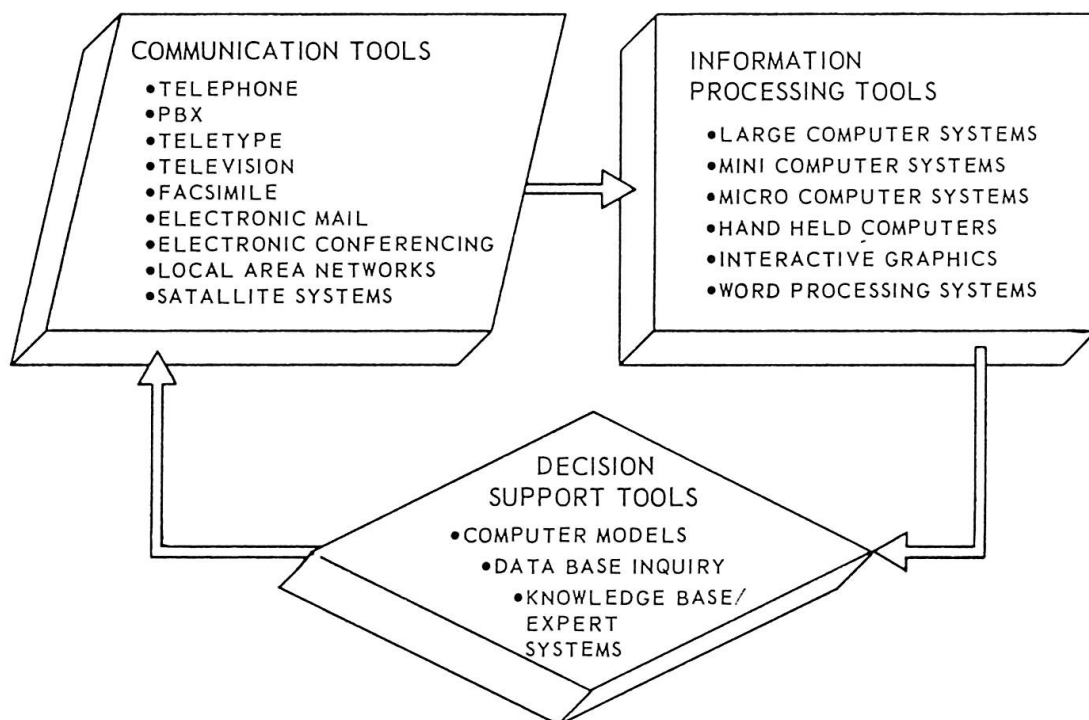 COMMUNICATION TOOLS
•TELEPHONE
•PBX
•TELETYPE
•TELEVISION
•FACSIMILE
•ELECTRONIC MAIL
•ELECTRONIC CONFERENCING
•LOCAL AREA NETWORKS
•SATALLITE SYSTEMS
INFORMATION
PROCESSING TOOLS
•LARGE COMPUTER SYSTEMS
•MINI COMPUTER SYSTEMS
•MICRO COMPUTER SYSTEMS
•HAND HELD COMPUTERS
•INTERACTIVE GRAPHICS
•WORD PROCESSING SYSTEMS
DECISION
SUPPORT TOOLS
•COMPUTER MODELS
•DATA BASE INQUIRY
•KNOWLEDGE BASE/
EXPERT
SYSTEMS